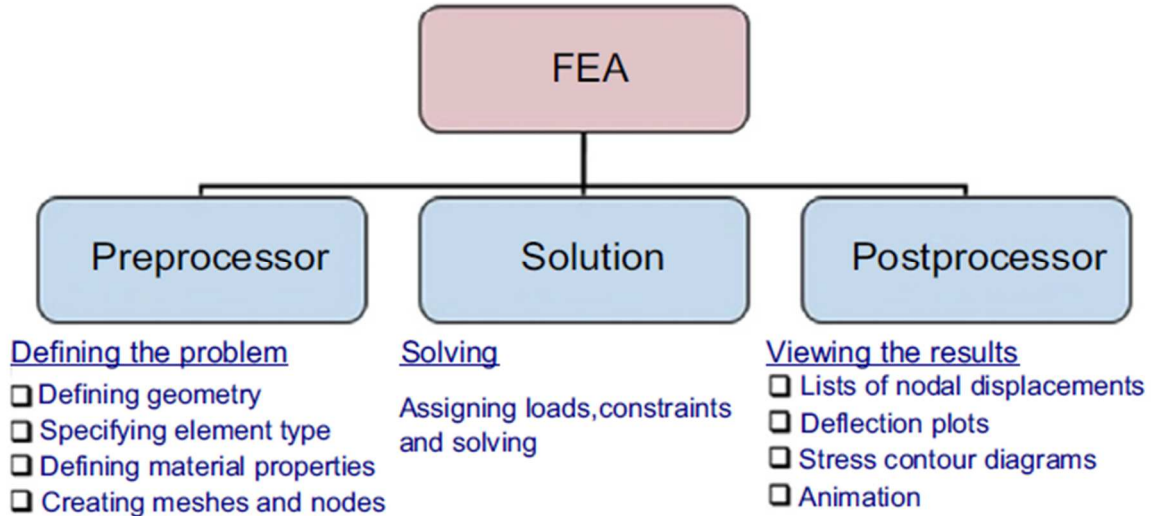 FEA
Preprocessor
Solution
Postprocessor
Defining the problem
Defining geometry
Specifying element type
Defining material properties
Creating meshes and nodes
Solving
Assigning loads,constraints
and solving
Viewing the results
Lists of nodal displacements
Deflection plots
Stress contour diagrams
Animation